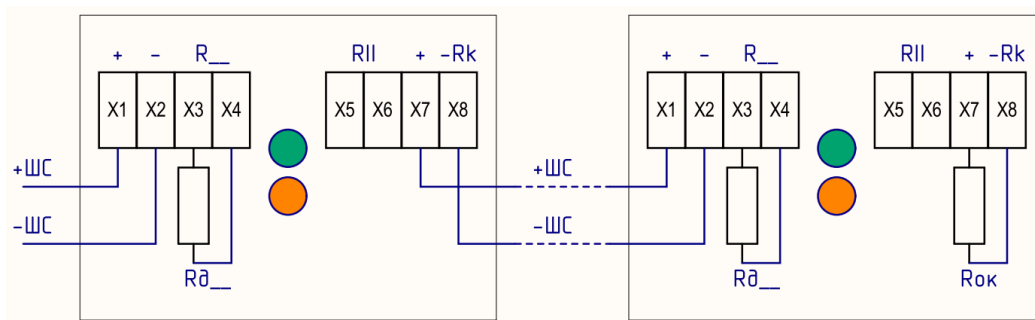 + - R__ RII + -Rk + - R__ RII + -Rk
X1 X2 X3 X4 X5 X6 X7 X8 X1 X2 X3 X4 X5 X6 X7 X8
+ШС +ШС
-ШС -ШС
Rд__ Rд__ Rок